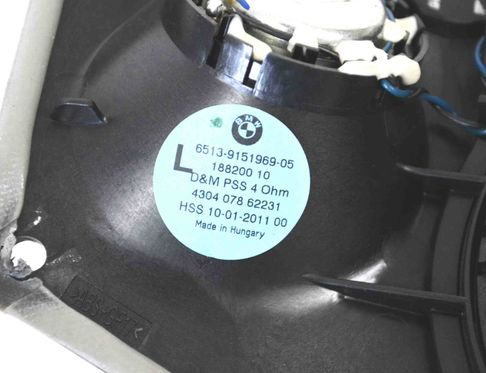 BMW
6513-9151969-05
L
188200 10
D&M PSS 4 Ohm
4304 078 62231
HSS 10-01-2011 00
Made in Hungary